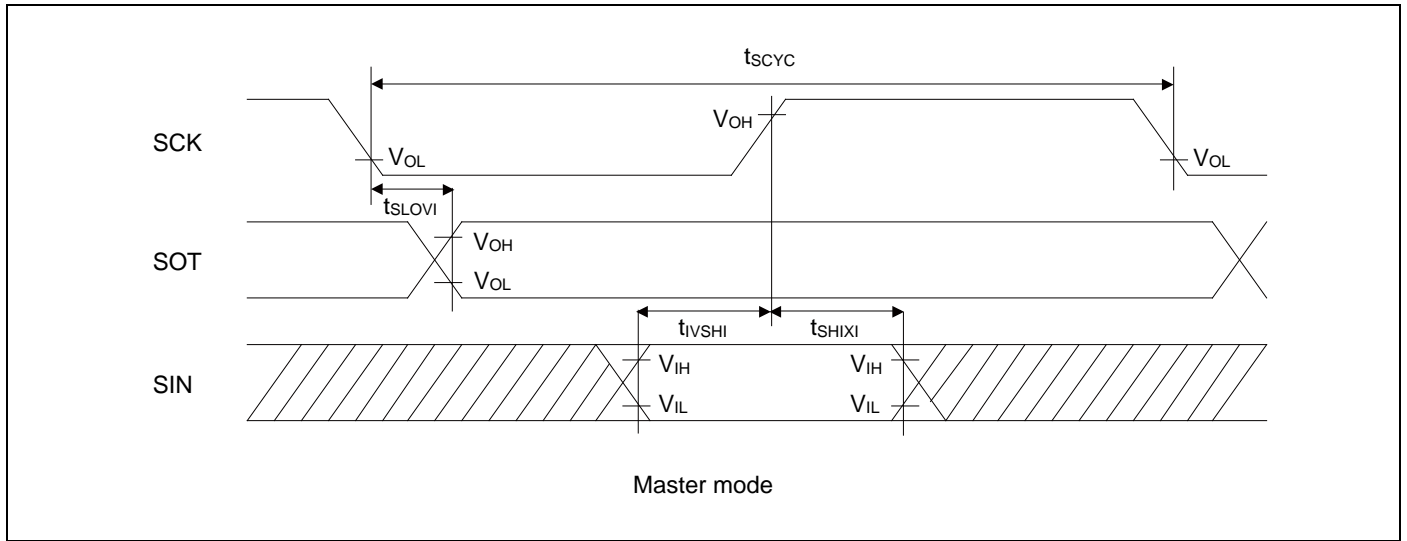 tSCYC
SCK
VOH
VOL
VOL
tSLOVI
SOT
VOH
VOL
tIVSHI
tSHIXI
SIN
VIH
VIH
VIL
VIL
Master mode